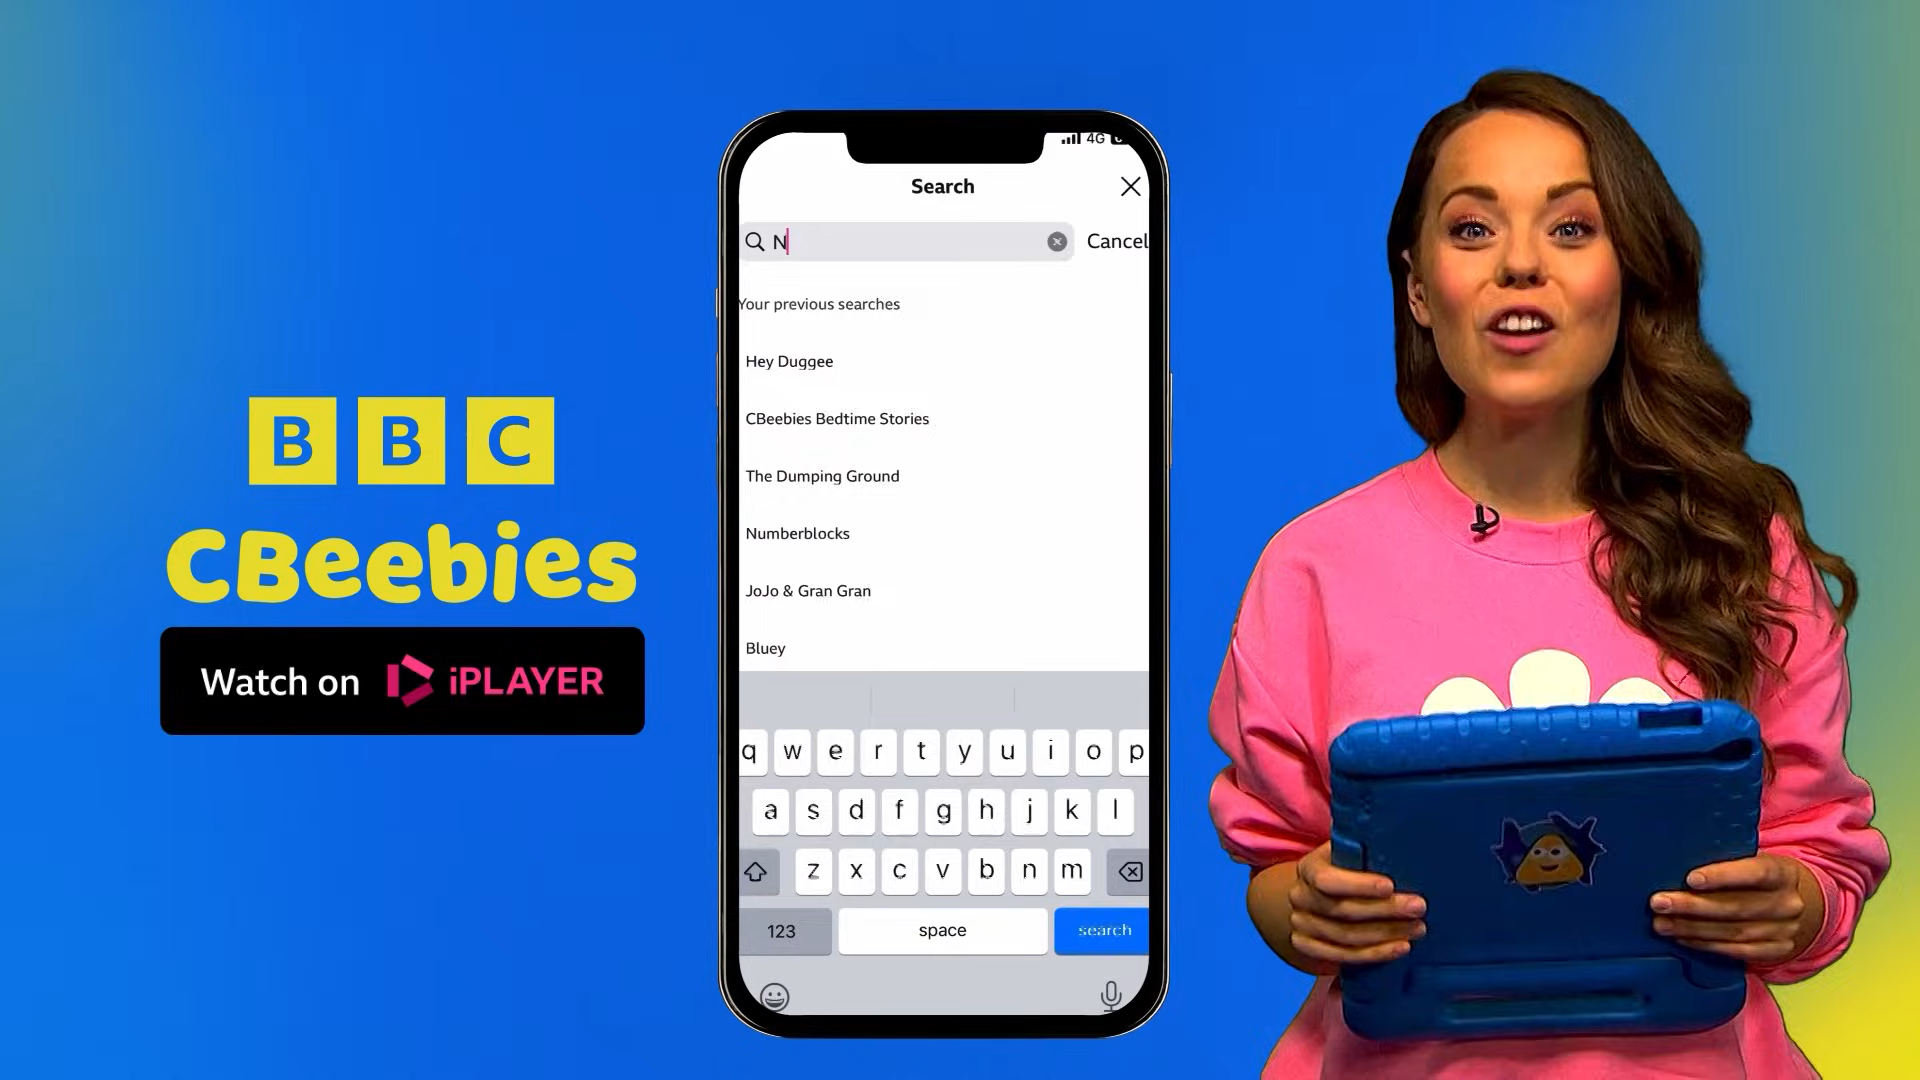 B B C
CBeebies
Watch on iPLAYER
4G
Search
N
Cancel
Your previous searches
Hey Duggee
CBeebies Bedtime Stories
The Dumping Ground
Numberblocks
JoJo & Gran Gran
Bluey
q w e r t y u i o p
a s d f g h j k l
z x c v b n m
123 space search